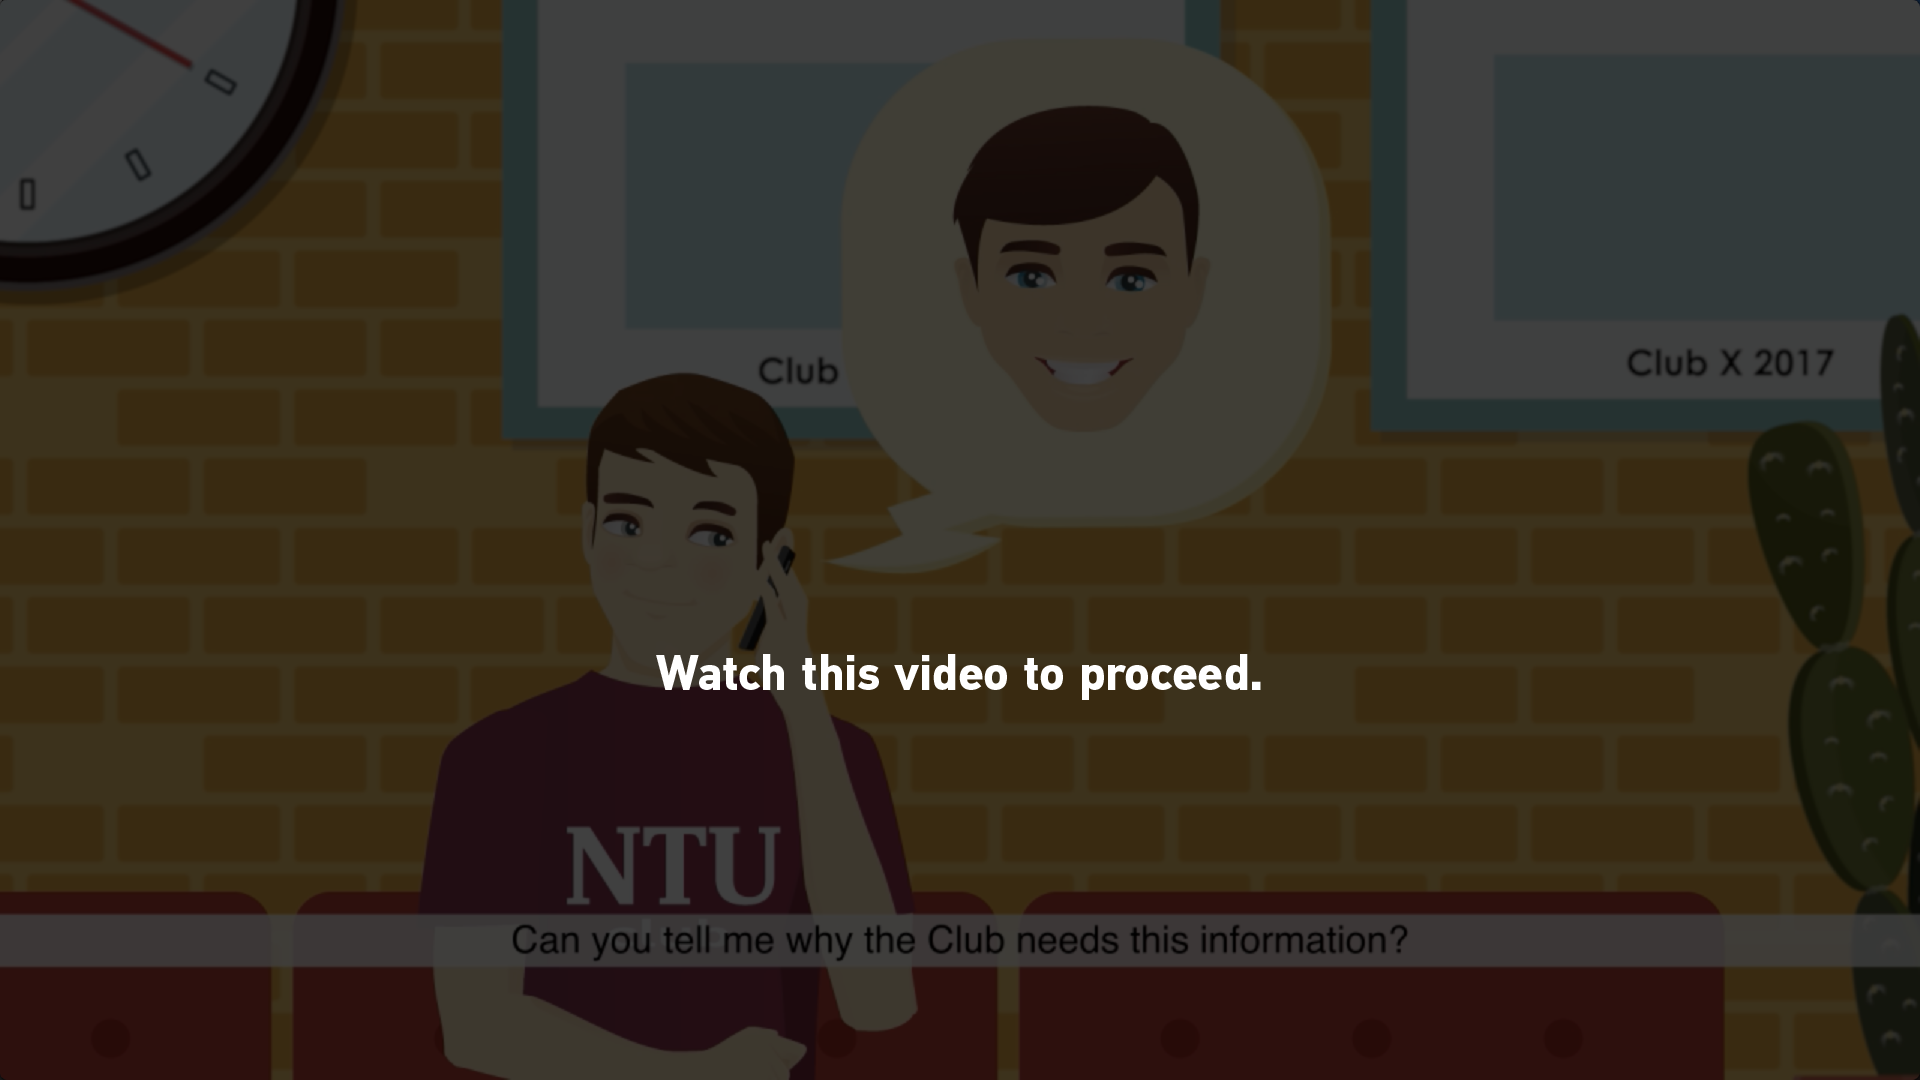 Club
Club X 2017
Watch this video to proceed.
NTU
Can you tell me why the Club needs this information?